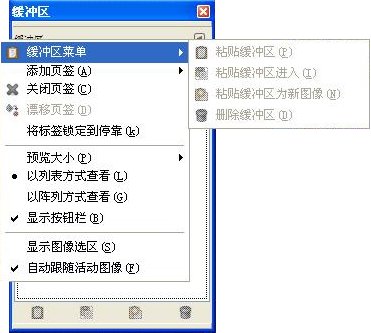 缓冲区
缓冲区
缓冲区菜单
添加页签(A)
关闭页签(C)
漂移页签(D)
将标签锁定到停靠(k)
预览大小(P)
以列表方式查看(L)
以阵列方式查看(G)
显示按钮栏(B)
显示图像选区(S)
自动跟随活动图像(F)
粘贴缓冲区(P)
粘贴缓冲区进入(I)
粘贴缓冲区为新图像(N)
删除缓冲区(D)